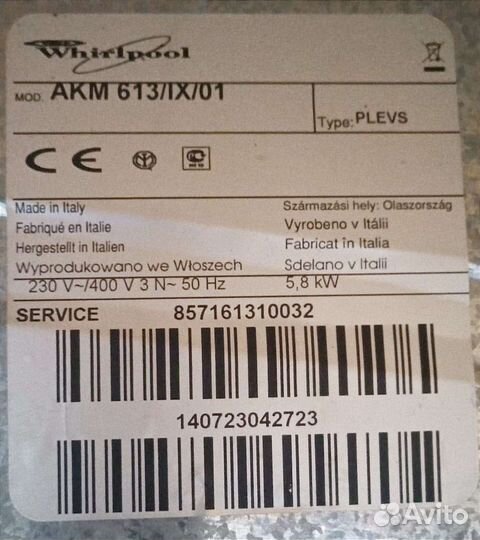 Whirlpool
MOD. AKM 613/IX/01
Type: PLEVS
CE
Made in Italy
Fabriqué en Italie
Hergestellt in Italien
Wyprodukowano we Włoszech
Származási hely: Olaszország
Vyrobeno v Itálii
Fabricat în Italia
Sdelano v Italii
230 V~/400 V 3 N~ 50 Hz 5,8 kW
SERVICE 857161310032
140723042723
Avito